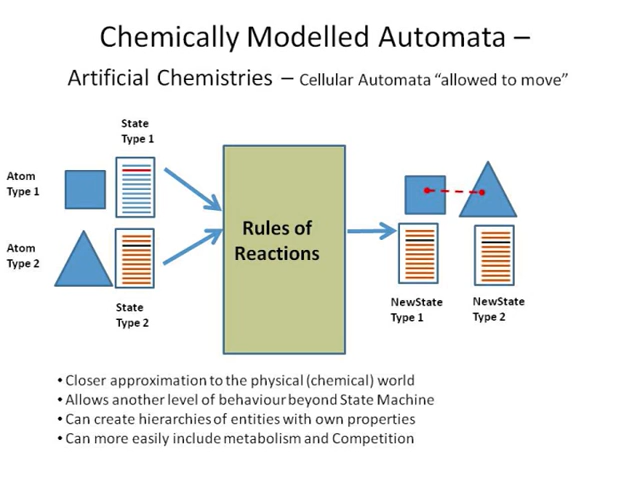 Chemically Modelled Automata –
Artificial Chemistries – Cellular Automata “allowed to move”
State
Type 1
Atom
Type 1
Atom
Type 2
State
Type 2
Rules of
Reactions
NewState
Type 1
NewState
Type 2
• Closer approximation to the physical (chemical) world
• Allows another level of behaviour beyond State Machine
• Can create hierarchies of entities with own properties
• Can more easily include metabolism and Competition